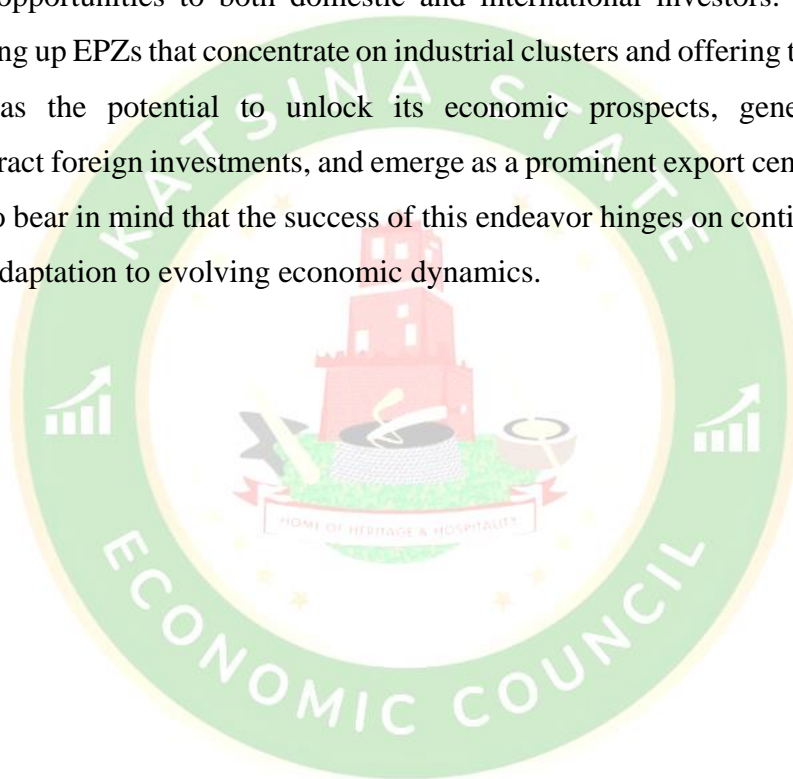 opportunities to both domestic and international investors.
ng up EPZs that concentrate on industrial clusters and offering t
as the potential to unlock its economic prospects, gene
ract foreign investments, and emerge as a prominent export cen
o bear in mind that the success of this endeavor hinges on conti
daptation to evolving economic dynamics.
KATSINA STATE
HOME OF HERITAGE & HOSPITALITY
ECONOMIC COUNCIL